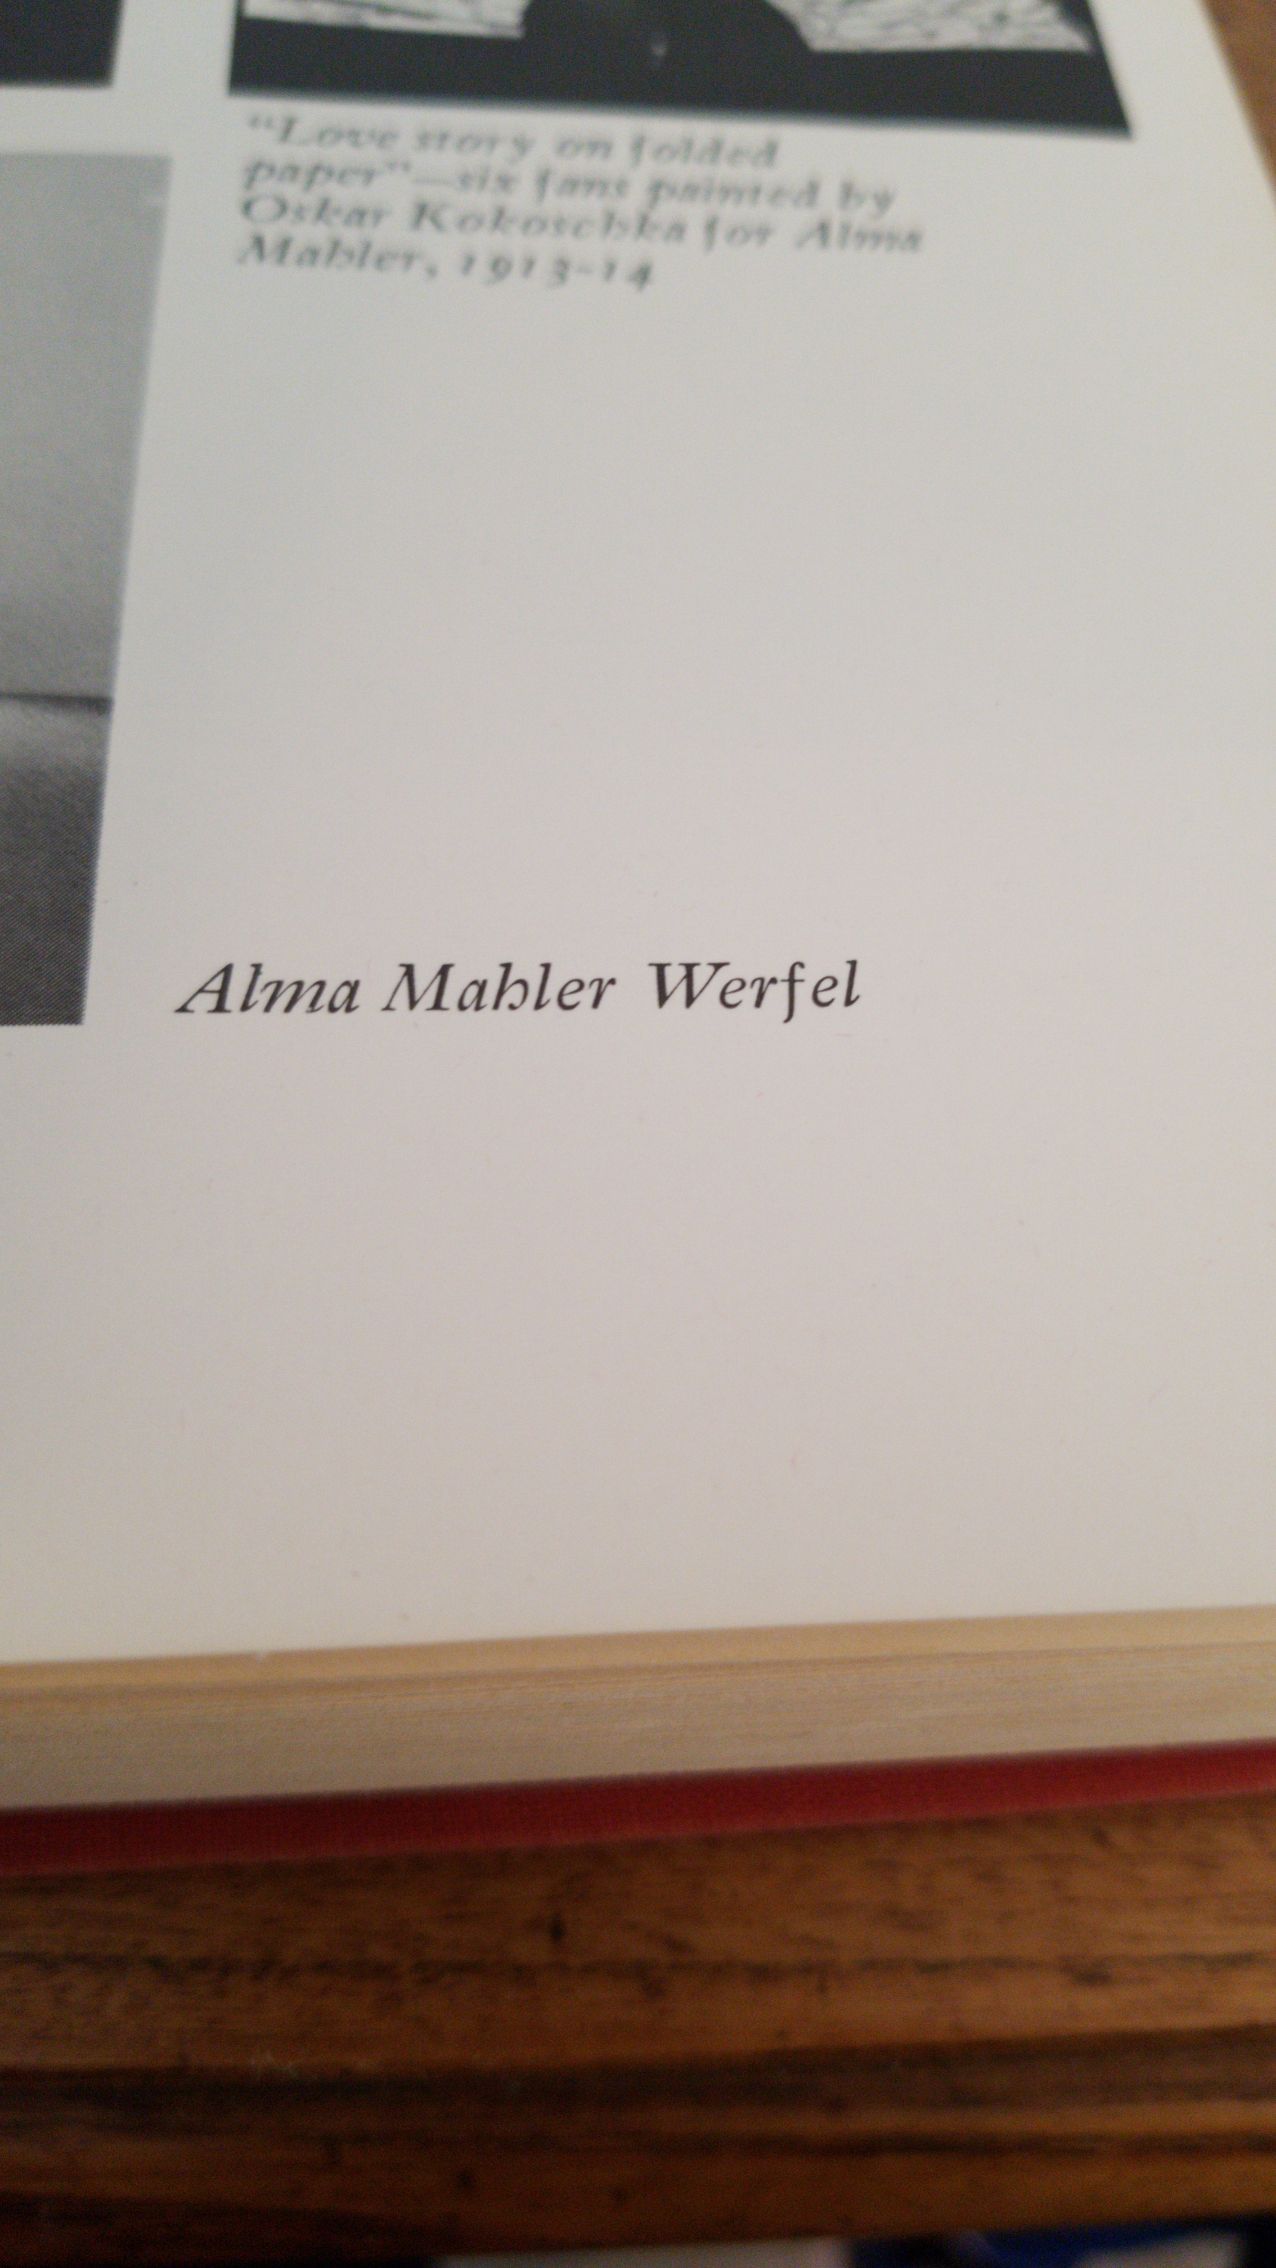 "Love story on folded
paper"—six fans painted by
Oskar Kokoschka for Alma
Mahler, 1913-14
Alma Mahler Werfel